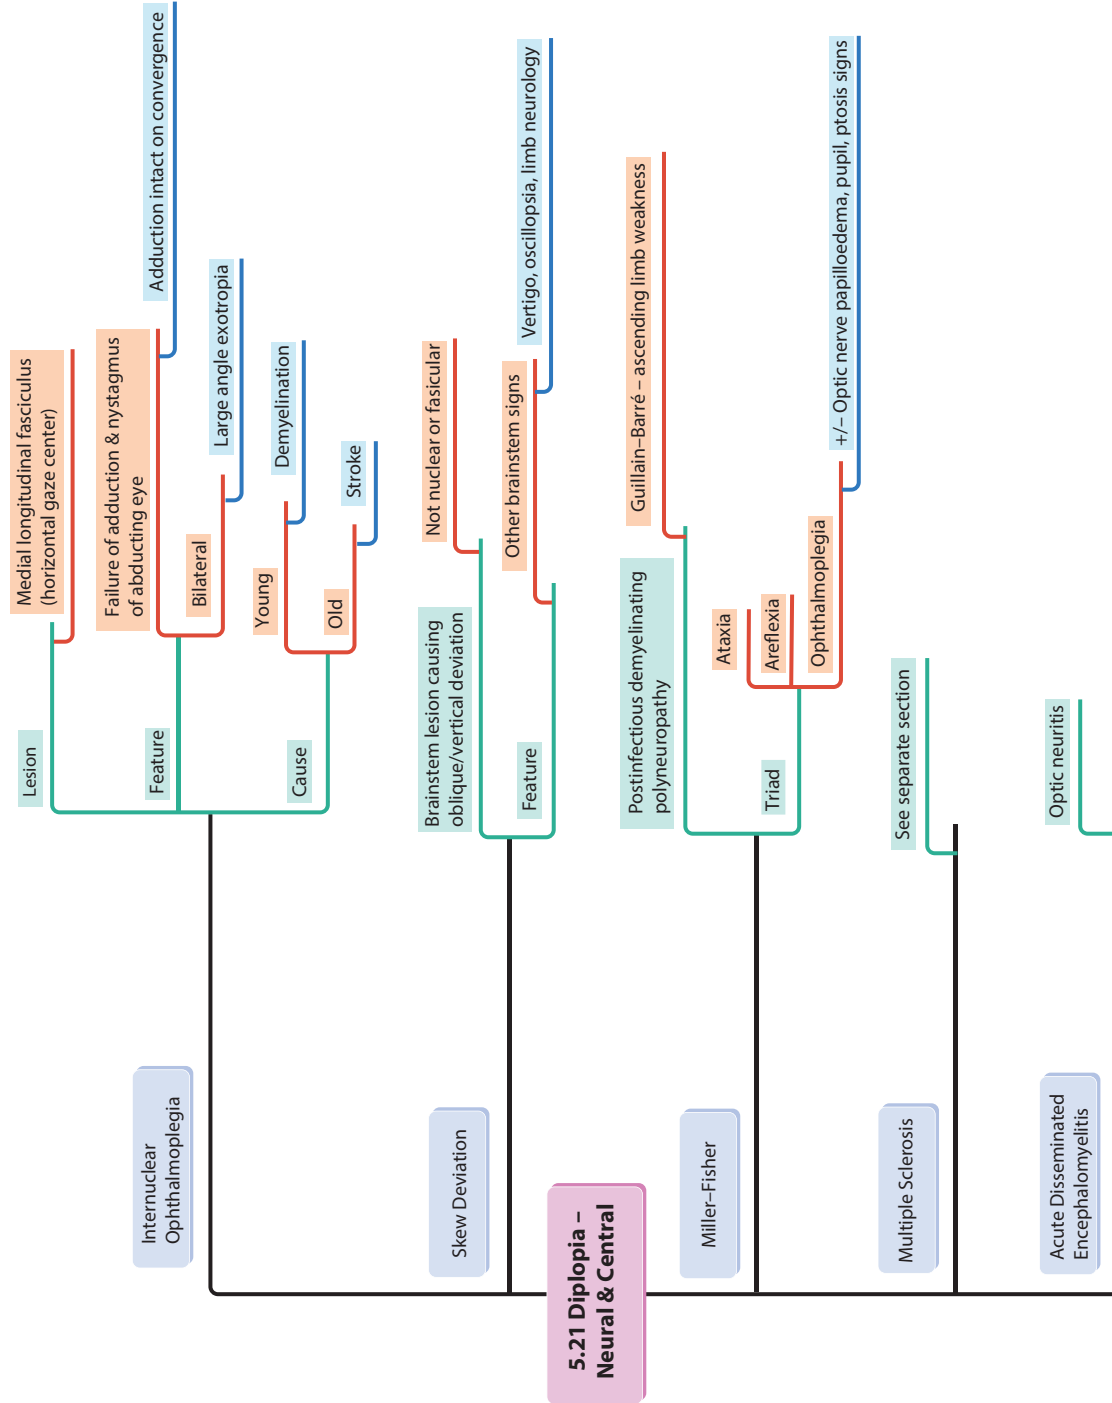 5.21 Diplopia –
Neural & Central
Internuclear
Ophthalmoplegia
Lesion
Medial longitudinal fasciculus
(horizontal gaze center)
Feature
Failure of adduction & nystagmus
of abducting eye
Adduction intact on convergence
Bilateral
Large angle exotropia
Cause
Young
Demyelination
Old
Stroke
Skew Deviation
Brainstem lesion causing
oblique/vertical deviation
Not nuclear or fasicular
Feature
Other brainstem signs
Vertigo, oscillopsia, limb neurology
Miller–Fisher
Postinfectious demyelinating
polyneuropathy
Guillain–Barré – ascending limb weakness
Triad
Ataxia
Areflexia
Ophthalmoplegia
+/– Optic nerve papilloedema, pupil, ptosis signs
Multiple Sclerosis
See separate section
Acute Disseminated
Encephalomyelitis
Optic neuritis